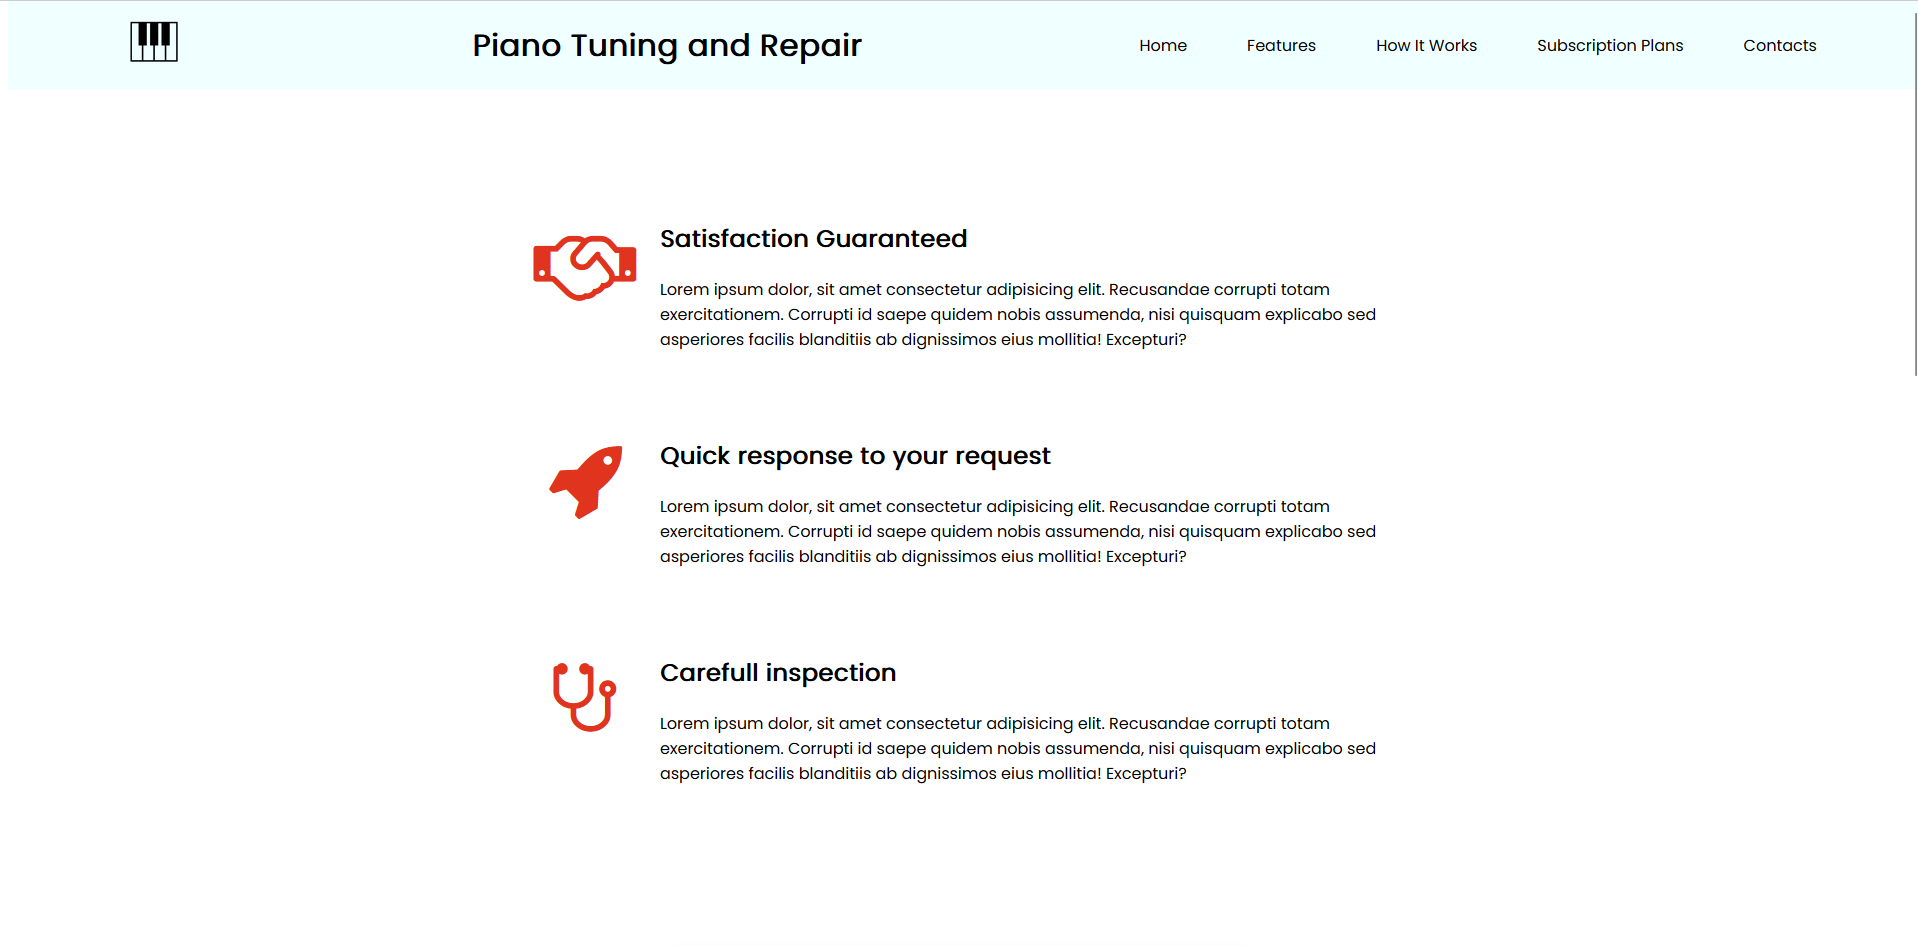 Piano Tuning and Repair
Home Features How It Works Subscription Plans Contacts
Satisfaction Guaranteed
Lorem ipsum dolor, sit amet consectetur adipisicing elit. Recusandae corrupti totam
exercitationem. Corrupti id saepe quidem nobis assumenda, nisi quisquam explicabo sed
asperiores facilis blanditiis ab dignissimos eius mollitia! Excepturi?
Quick response to your request
Lorem ipsum dolor, sit amet consectetur adipisicing elit. Recusandae corrupti totam
exercitationem. Corrupti id saepe quidem nobis assumenda, nisi quisquam explicabo sed
asperiores facilis blanditiis ab dignissimos eius mollitia! Excepturi?
Carefull inspection
Lorem ipsum dolor, sit amet consectetur adipisicing elit. Recusandae corrupti totam
exercitationem. Corrupti id saepe quidem nobis assumenda, nisi quisquam explicabo sed
asperiores facilis blanditiis ab dignissimos eius mollitia! Excepturi?